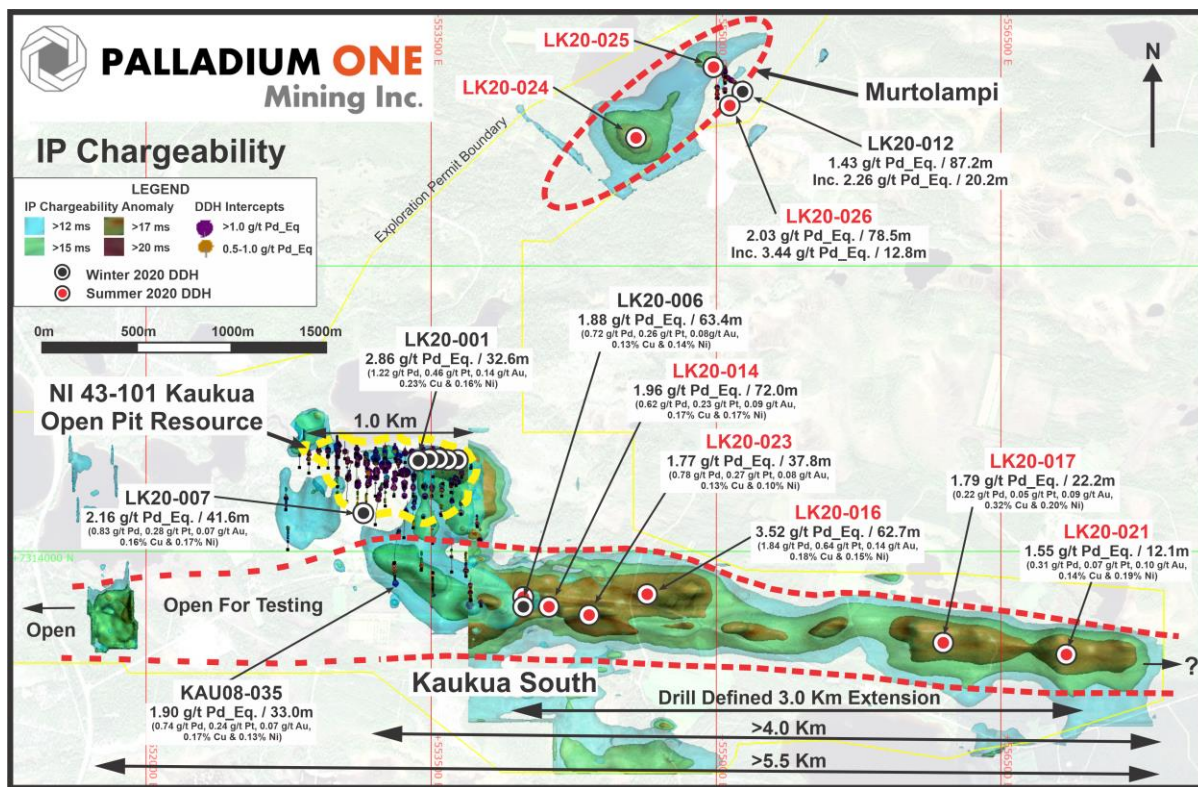 PALLADIUM ONE
Mining Inc.
IP Chargeability
LEGEND
IP Chargeability Anomaly
DDH Intercepts
>12 ms
>17 ms
>1.0 g/t Pd_Eq
>15 ms
>20 ms
0.5-1.0 g/t Pd_Eq
Winter 2020 DDH
Summer 2020 DDH
0m 500m 1000m 1500m
Exploration Permit Boundary
553500 E
555000 E
556500 E
N
LK20-025
LK20-024
Murtolampi
LK20-012
1.43 g/t Pd_Eq. / 87.2m
Inc. 2.26 g/t Pd_Eq. / 20.2m
LK20-026
2.03 g/t Pd_Eq. / 78.5m
Inc. 3.44 g/t Pd_Eq. / 12.8m
LK20-006
1.88 g/t Pd_Eq. / 63.4m
(0.72 g/t Pd, 0.26 g/t Pt, 0.08g/t Au,
0.13% Cu & 0.14% Ni)
LK20-001
2.86 g/t Pd_Eq. / 32.6m
(1.22 g/t Pd, 0.46 g/t Pt, 0.14 g/t Au,
0.23% Cu & 0.16% Ni)
LK20-014
1.96 g/t Pd_Eq. / 72.0m
(0.62 g/t Pd, 0.23 g/t Pt, 0.09 g/t Au,
0.17% Cu & 0.17% Ni)
NI 43-101 Kaukua
Open Pit Resource
1.0 Km
LK20-023
1.77 g/t Pd_Eq. / 37.8m
(0.78 g/t Pd, 0.27 g/t Pt, 0.08 g/t Au,
0.13% Cu & 0.10% Ni)
LK20-017
1.79 g/t Pd_Eq. / 22.2m
(0.22 g/t Pd, 0.05 g/t Pt, 0.09 g/t Au,
0.32% Cu & 0.20% Ni)
LK20-007
2.16 g/t Pd_Eq. / 41.6m
(0.83 g/t Pd, 0.28 g/t Pt, 0.07 g/t Au,
0.16% Cu & 0.17% Ni)
LK20-016
3.52 g/t Pd_Eq. / 62.7m
(1.84 g/t Pd, 0.64 g/t Pt, 0.14 g/t Au,
0.18% Cu & 0.15% Ni)
LK20-021
1.55 g/t Pd_Eq. / 12.1m
(0.31 g/t Pd, 0.07 g/t Pt, 0.10 g/t Au,
0.14% Cu & 0.19% Ni)
+7314000 N
Open For Testing
Open
?
KAU08-035
1.90 g/t Pd_Eq. / 33.0m
(0.74 g/t Pd, 0.24 g/t Pt, 0.07 g/t Au,
0.17% Cu & 0.13% Ni)
Kaukua South
Drill Defined 3.0 Km Extension
>4.0 Km
>5.5 Km
552000 E
553500 E
555000 E
556500 E